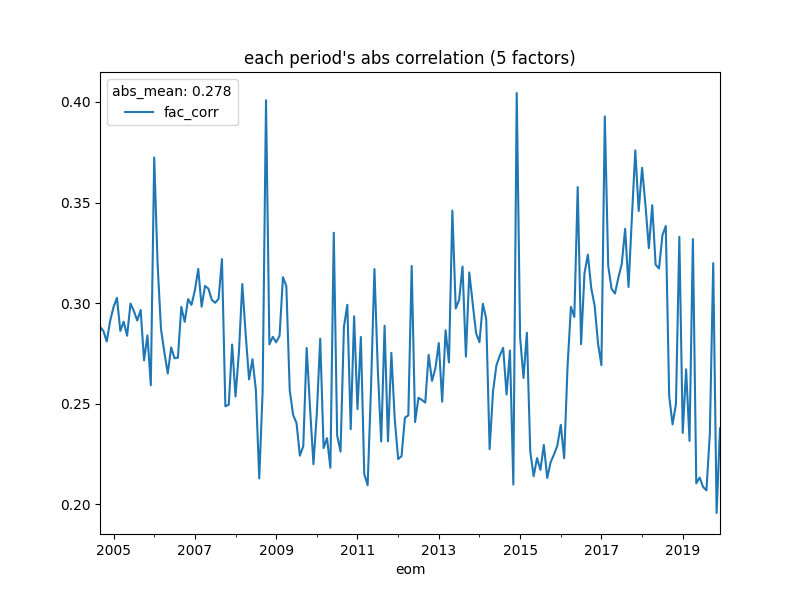 each period's abs correlation (5 factors)
abs_mean: 0.278
fac_corr
0.40
0.35
0.30
0.25
0.20
2005 2007 2009 2011 2013 2015 2017 2019
eom